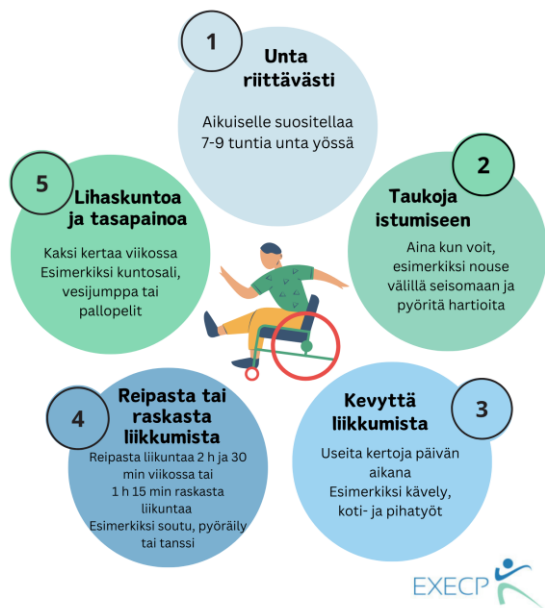 1
Unta
riittävästi
Aikuiselle suositellaa
7-9 tuntia unta yössä
2
Taukoja
istumiseen
Aina kun voit,
esimerkiksi nouse
välillä seisomaan ja
pyöritä hartioita
3
Kevyttä
liikkumista
Useita kertoja päivän
aikana
Esimerkiksi kävely,
koti- ja pihatyöt
4
Reipasta tai
raskasta
liikkumista
Reipasta liikuntaa 2 h ja 30
min viikossa tai
1 h 15 min raskasta
liikuntaa
Esimerkiksi soutu, pyöräily
tai tanssi
5
Lihaskuntoa
ja tasapainoa
Kaksi kertaa viikossa
Esimerkiksi kuntosali,
vesijumppa tai
pallopelit
EXECP